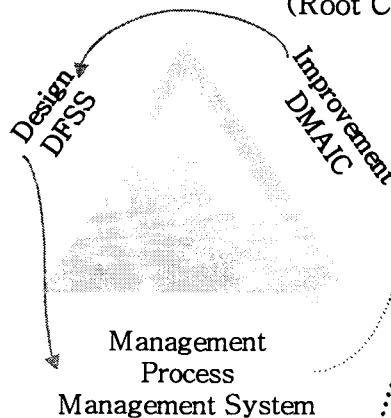 (Root C
Design
DFSS
Improvement
DMAIC
Management
Process
Management System